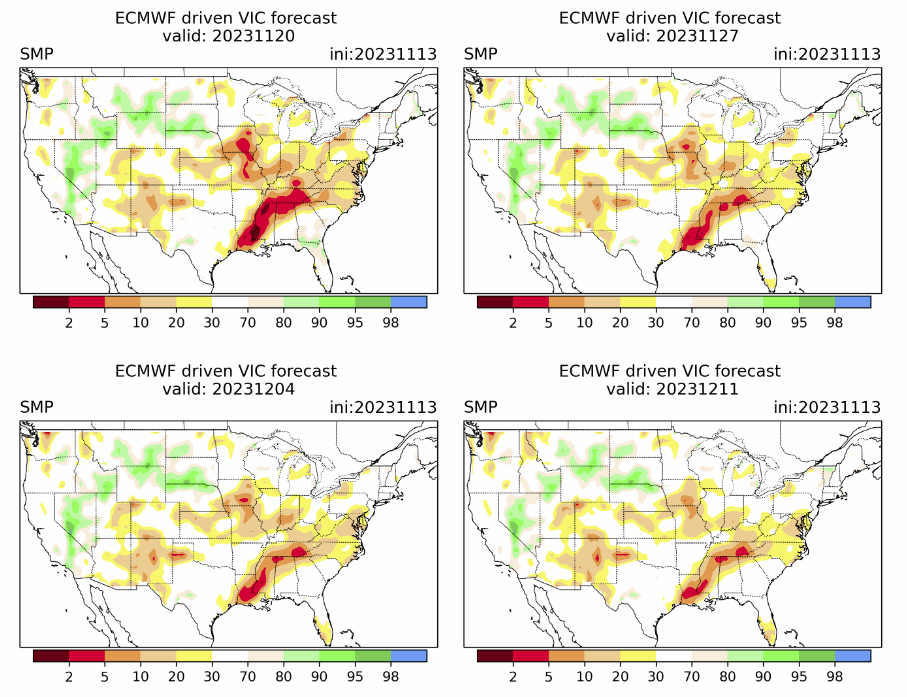 ECMWF driven VIC forecast
valid: 20231120
SMP ini:20231113
2 5 10 20 30 70 80 90 95 98
ECMWF driven VIC forecast
valid: 20231127
SMP ini:20231113
2 5 10 20 30 70 80 90 95 98
ECMWF driven VIC forecast
valid: 20231204
SMP ini:20231113
2 5 10 20 30 70 80 90 95 98
ECMWF driven VIC forecast
valid: 20231211
SMP ini:20231113
2 5 10 20 30 70 80 90 95 98